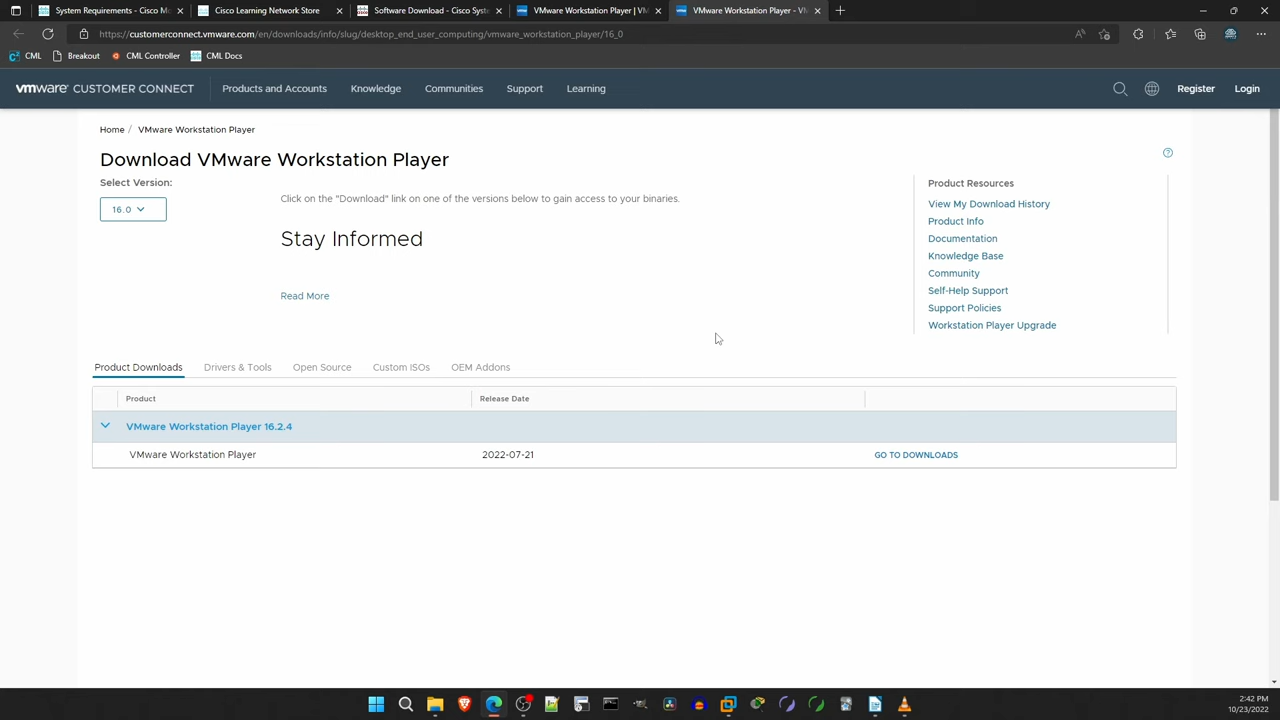 System Requirements - Cisco Mo
Cisco Learning Network Store
Software Download - Cisco Syst
VMware Workstation Player | VM
VMware Workstation Player - VM
https://customerconnect.vmware.com/en/downloads/info/slug/desktop_end_user_computing/vmware_workstation_player/16_0
CML Breakout CML Controller CML Docs
vmware CUSTOMER CONNECT Products and Accounts Knowledge Communities Support Learning Register Login
Home / VMware Workstation Player
Download VMware Workstation Player
Select Version:
16.0
Click on the "Download" link on one of the versions below to gain access to your binaries.
Stay Informed
Read More
Product Resources
View My Download History
Product Info
Documentation
Knowledge Base
Community
Self-Help Support
Support Policies
Workstation Player Upgrade
Product Downloads Drivers & Tools Open Source Custom ISOs OEM Addons
Product Release Date
VMware Workstation Player 16.2.4
VMware Workstation Player 2022-07-21 GO TO DOWNLOADS
2:42 PM
10/23/2022